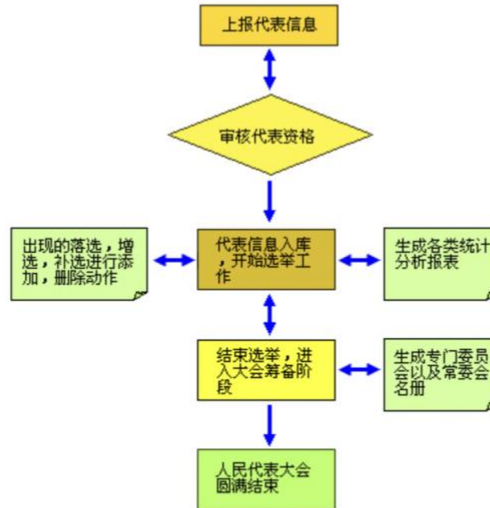 上报代表信息
审核代表资格
出现的落选，增
选，补选进行添
加，删除动作
代表信息入库
，开始选举工
作
生成各类统计
分析报表
结束选举，进
入大会筹备阶
段
生成专门委员
会以及常委会
名册
人民代表大会
圆满结束